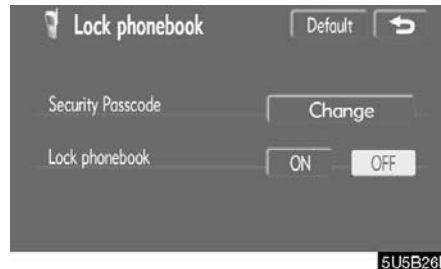 Lock phonebook Default
Security Passcode Change
Lock phonebook ON OFF
5U5B26